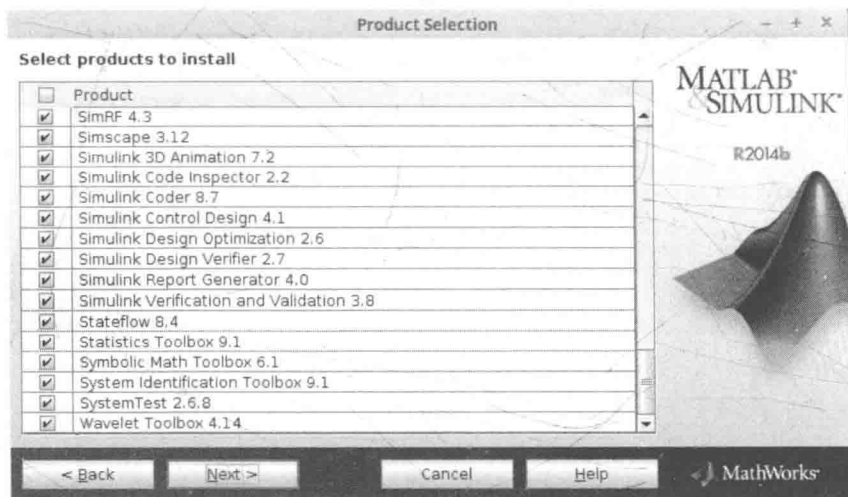 Product Selection
Select products to install
Product
SimRF 4.3
Simscape 3.12
Simulink 3D Animation 7.2
Simulink Code Inspector 2.2
Simulink Coder 8.7
Simulink Control Design 4.1
Simulink Design Optimization 2.6
Simulink Design Verifier 2.7
Simulink Report Generator 4.0
Simulink Verification and Validation 3.8
Stateflow 8.4
Statistics Toolbox 9.1
Symbolic Math Toolbox 6.1
System Identification Toolbox 9.1
SystemTest 2.6.8
Wavelet Toolbox 4.14
MATLAB®
&SIMULINK®
R2014b
< Back
Next >
Cancel
Help
MathWorks®